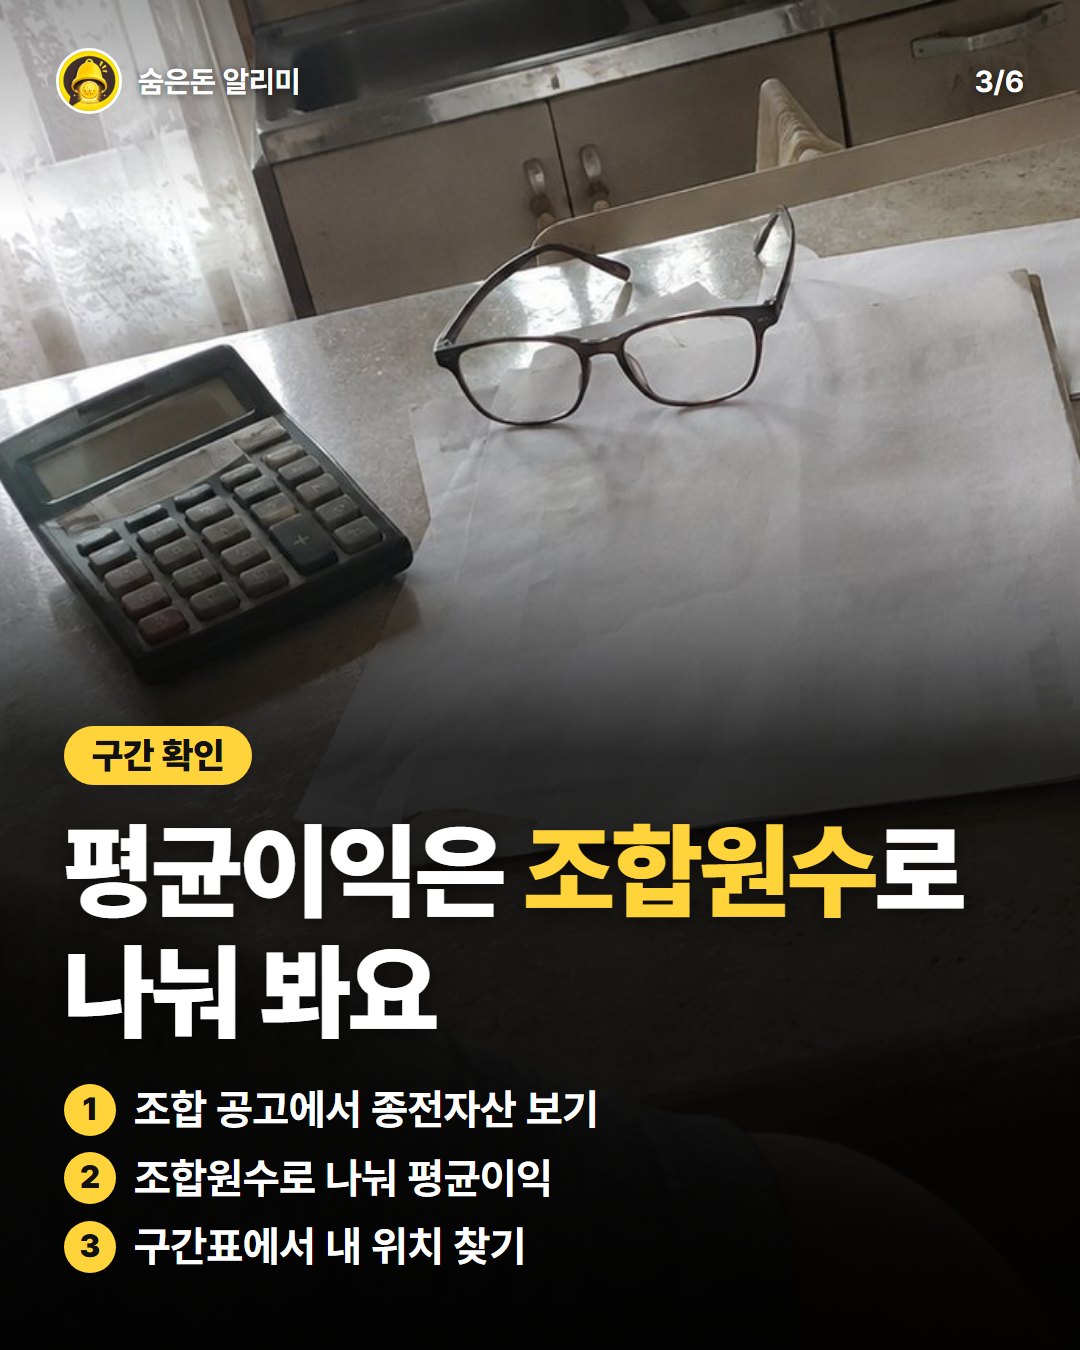 숨은돈 알리미
3/6
구간 확인
평균이익은 조합원수로
나눠 봐요
1 조합 공고에서 종전자산 보기
2 조합원수로 나눠 평균이익
3 구간표에서 내 위치 찾기